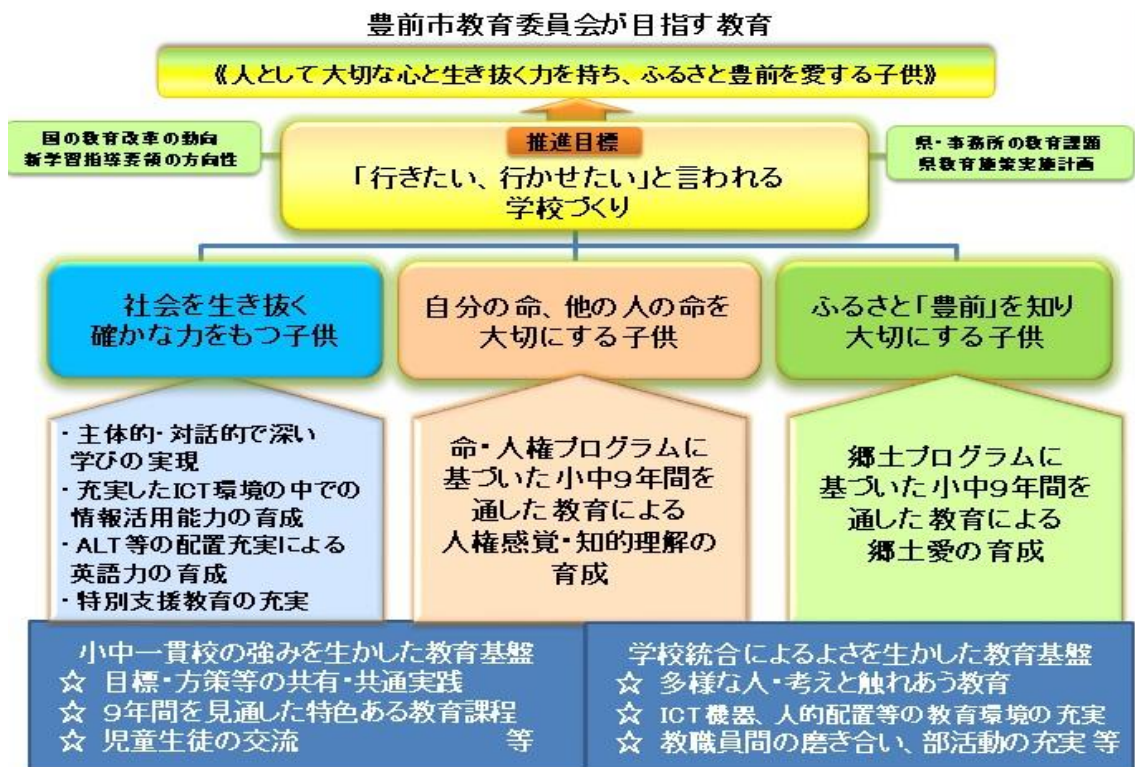 豊前市教育委員会が目指す教育
《人として大切な心と生き抜く力を持ち、ふるさと豊前を愛する子供》
国の教育改革の動向
新学習指導要領の方向性
推進目標
「行きたい、行かせたい」と言われる
学校づくり
県・事務所の教育課題
県教育施策実施計画
社会を生き抜く
確かな力をもつ子供
自分の命、他の人の命を
大切にする子供
ふるさと「豊前」を知り
大切にする子供
・主体的・対話的で深い
学びの実現
・充実したICT環境の中での
情報活用能力の育成
・ALT等の配置充実による
英語力の育成
・特別支援教育の充実
命・人権プログラムに
基づいた小中9年間を
通した教育による
人権感覚・知的理解の
育成
郷土プログラムに
基づいた小中9年間を
通した教育による
郷土愛の育成
小中一貫校の強みを生かした教育基盤
☆ 目標・方策等の共有・共通実践
☆ 9年間を見通した特色ある教育課程
☆ 児童生徒の交流 等
学校統合によるよさを生かした教育基盤
☆ 多様な人・考えと触れあう教育
☆ ICT機器、人的配置等の教育環境の充実
☆ 教職員間の磨き合い、部活動の充実 等